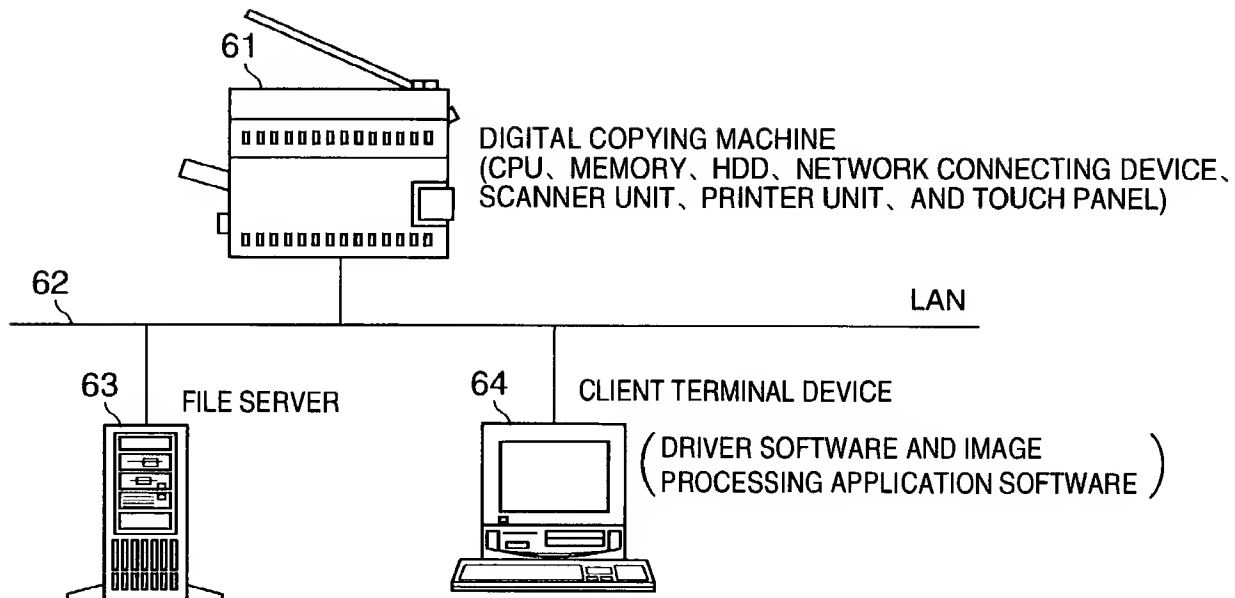 61
DIGITAL COPYING MACHINE
(CPU、MEMORY、HDD、NETWORK CONNECTING DEVICE、
SCANNER UNIT、PRINTER UNIT、AND TOUCH PANEL)
62
LAN
63
FILE SERVER
64
CLIENT TERMINAL DEVICE
(DRIVER SOFTWARE AND IMAGE
PROCESSING APPLICATION SOFTWARE)